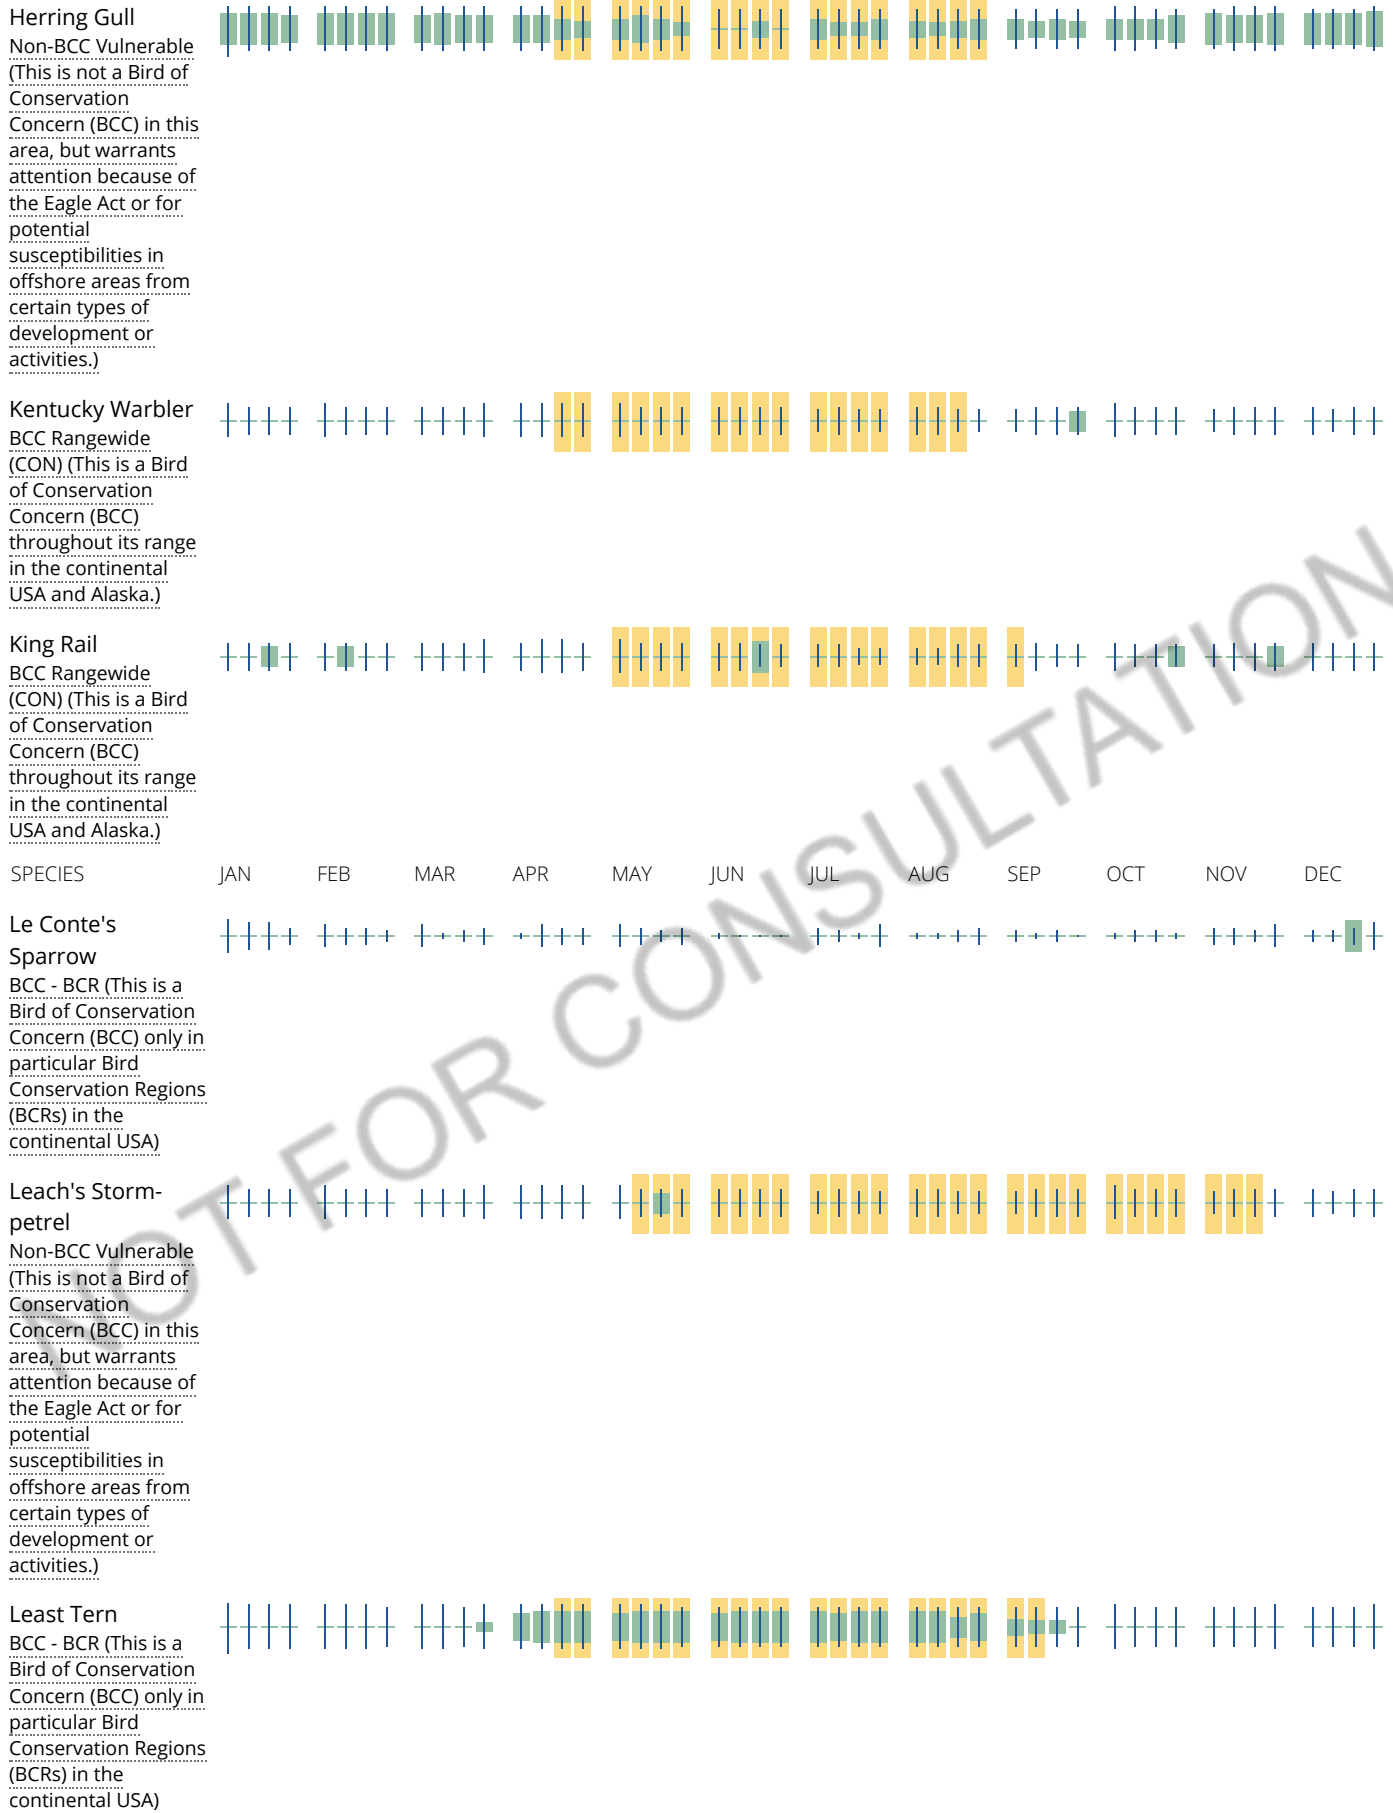 Herring Gull
Non-BCC Vulnerable
(This is not a Bird of
Conservation
Concern (BCC) in this
area, but warrants
attention because of
the Eagle Act or for
potential
susceptibilities in
offshore areas from
certain types of
development or
activities.)
Kentucky Warbler
BCC Rangewide
(CON) (This is a Bird
of Conservation
Concern (BCC)
throughout its range
in the continental
USA and Alaska.)
King Rail
BCC Rangewide
(CON) (This is a Bird
of Conservation
Concern (BCC)
throughout its range
in the continental
USA and Alaska.)
SPECIES JAN FEB MAR APR MAY JUN JUL AUG SEP OCT NOV DEC
Le Conte's
Sparrow
BCC - BCR (This is a
Bird of Conservation
Concern (BCC) only in
particular Bird
Conservation Regions
(BCRs) in the
continental USA)
Leach's Storm-
petrel
Non-BCC Vulnerable
(This is not a Bird of
Conservation
Concern (BCC) in this
area, but warrants
attention because of
the Eagle Act or for
potential
susceptibilities in
offshore areas from
certain types of
development or
activities.)
Least Tern
BCC - BCR (This is a
Bird of Conservation
Concern (BCC) only in
particular Bird
Conservation Regions
(BCRs) in the
continental USA)
NOT FOR CONSULTATION